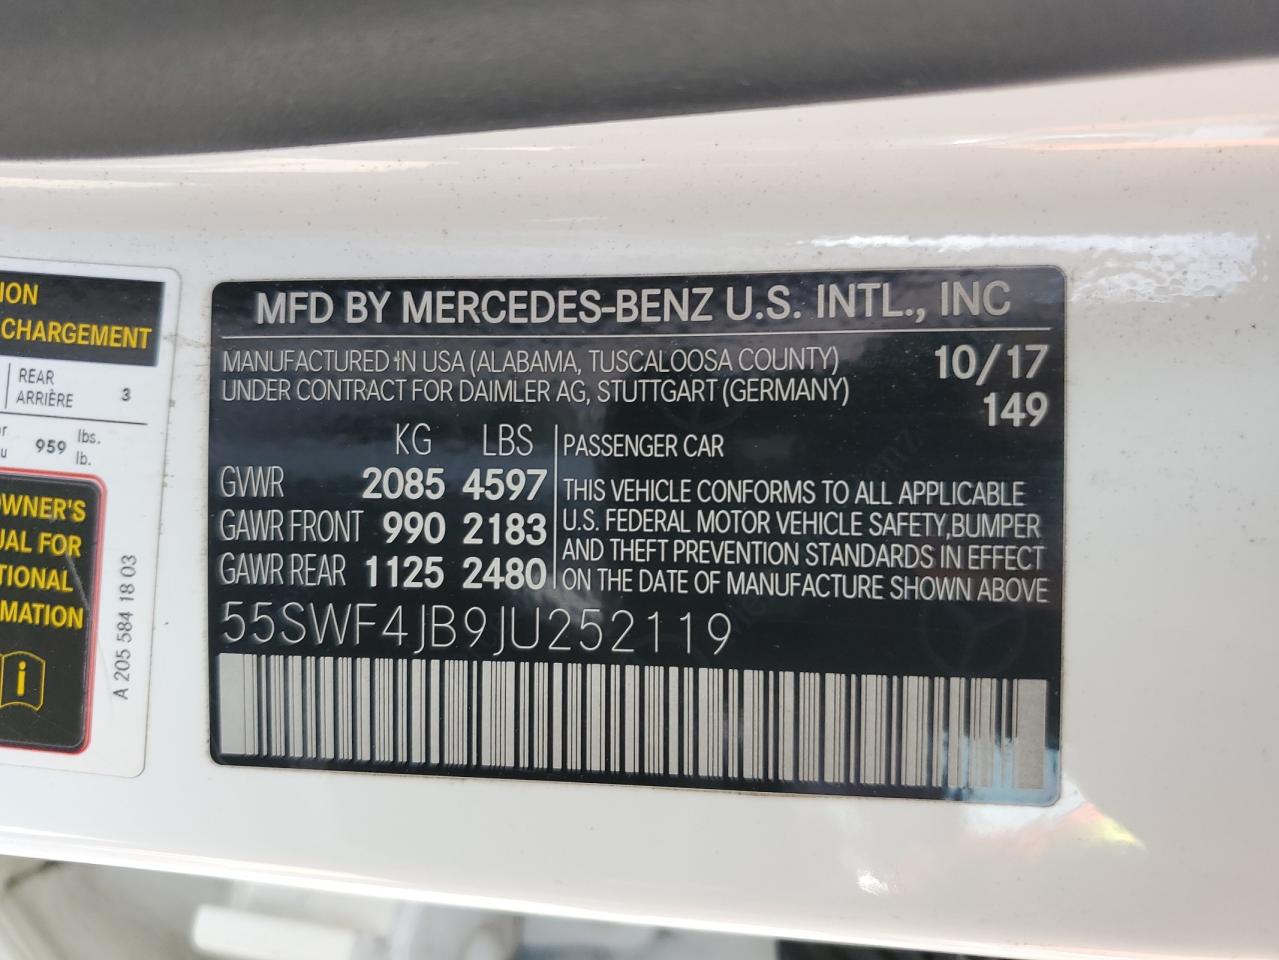 ION
CHARGEMENT
REAR
ARRIÈRE 3
959 lbs.
lb.
OWNER'S
UAL FOR
TIONAL
MATION
i
A 205 584 18 03
MFD BY MERCEDES-BENZ U.S. INTL., INC
MANUFACTURED IN USA (ALABAMA, TUSCALOOSA COUNTY) 10/17
UNDER CONTRACT FOR DAIMLER AG, STUTTGART (GERMANY) 149
KG LBS
GVWR 2085 4597
GAWR FRONT 990 2183
GAWR REAR 1125 2480
PASSENGER CAR
THIS VEHICLE CONFORMS TO ALL APPLICABLE
U.S. FEDERAL MOTOR VEHICLE SAFETY, BUMPER
AND THEFT PREVENTION STANDARDS IN EFFECT
ON THE DATE OF MANUFACTURE SHOWN ABOVE
55SWF4JB9JU252119